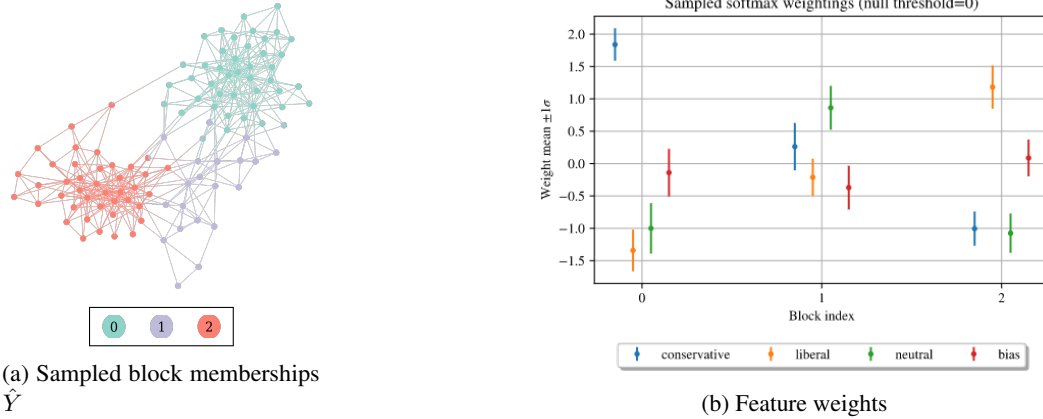 Sampled softmax weightings (null threshold=0)
0 1 2
(a) Sampled block memberships
Ŷ
Weight mean ±1σ
2.0
1.5
1.0
0.5
0.0
−0.5
−1.0
−1.5
0 1 2
Block index
conservative liberal neutral bias
(b) Feature weights